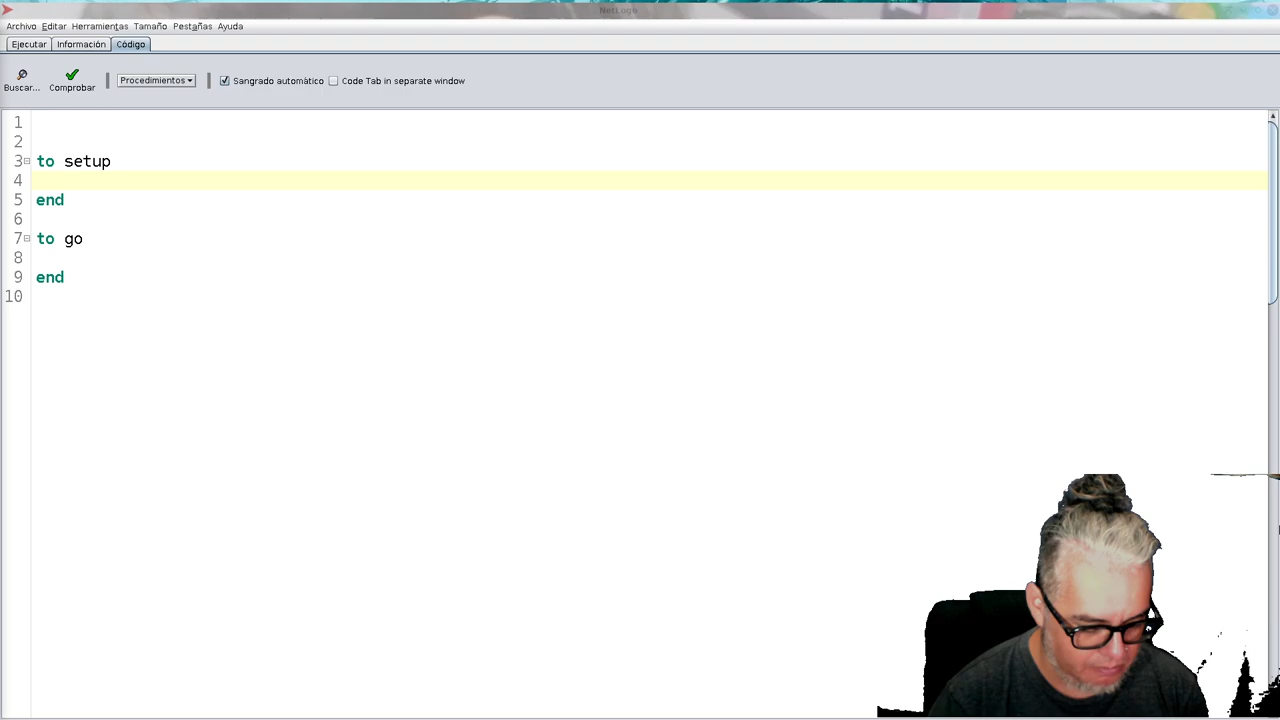 NetLogo
Archivo Editar Herramientas Tamaño Pestañas Ayuda
Ejecutar Información Código
Buscar... Comprobar Procedimientos Sangrado automático Code Tab in separate window
1
2
3 to setup
4
5 end
6
7 to go
8
9 end
10